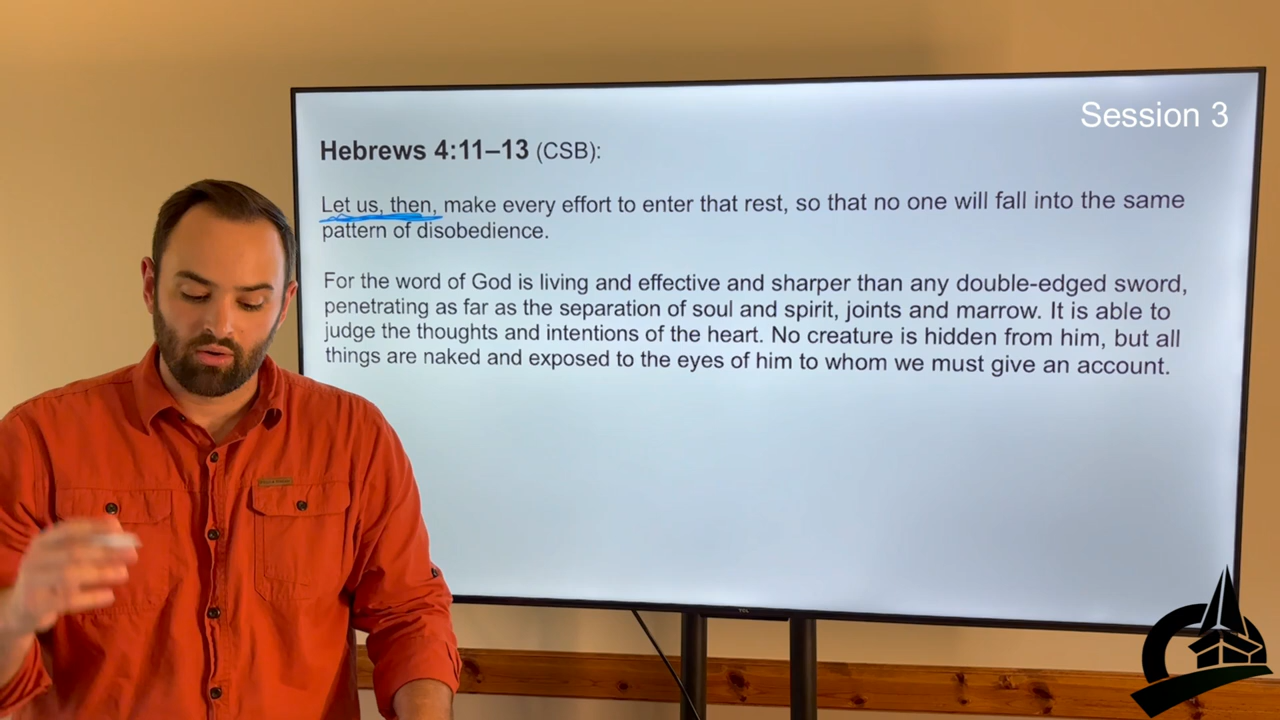 Session 3
Hebrews 4:11–13 (CSB):
Let us, then, make every effort to enter that rest, so that no one will fall into the same
pattern of disobedience.
For the word of God is living and effective and sharper than any double-edged sword,
penetrating as far as the separation of soul and spirit, joints and marrow. It is able to
judge the thoughts and intentions of the heart. No creature is hidden from him, but all
things are naked and exposed to the eyes of him to whom we must give an account.
TCL